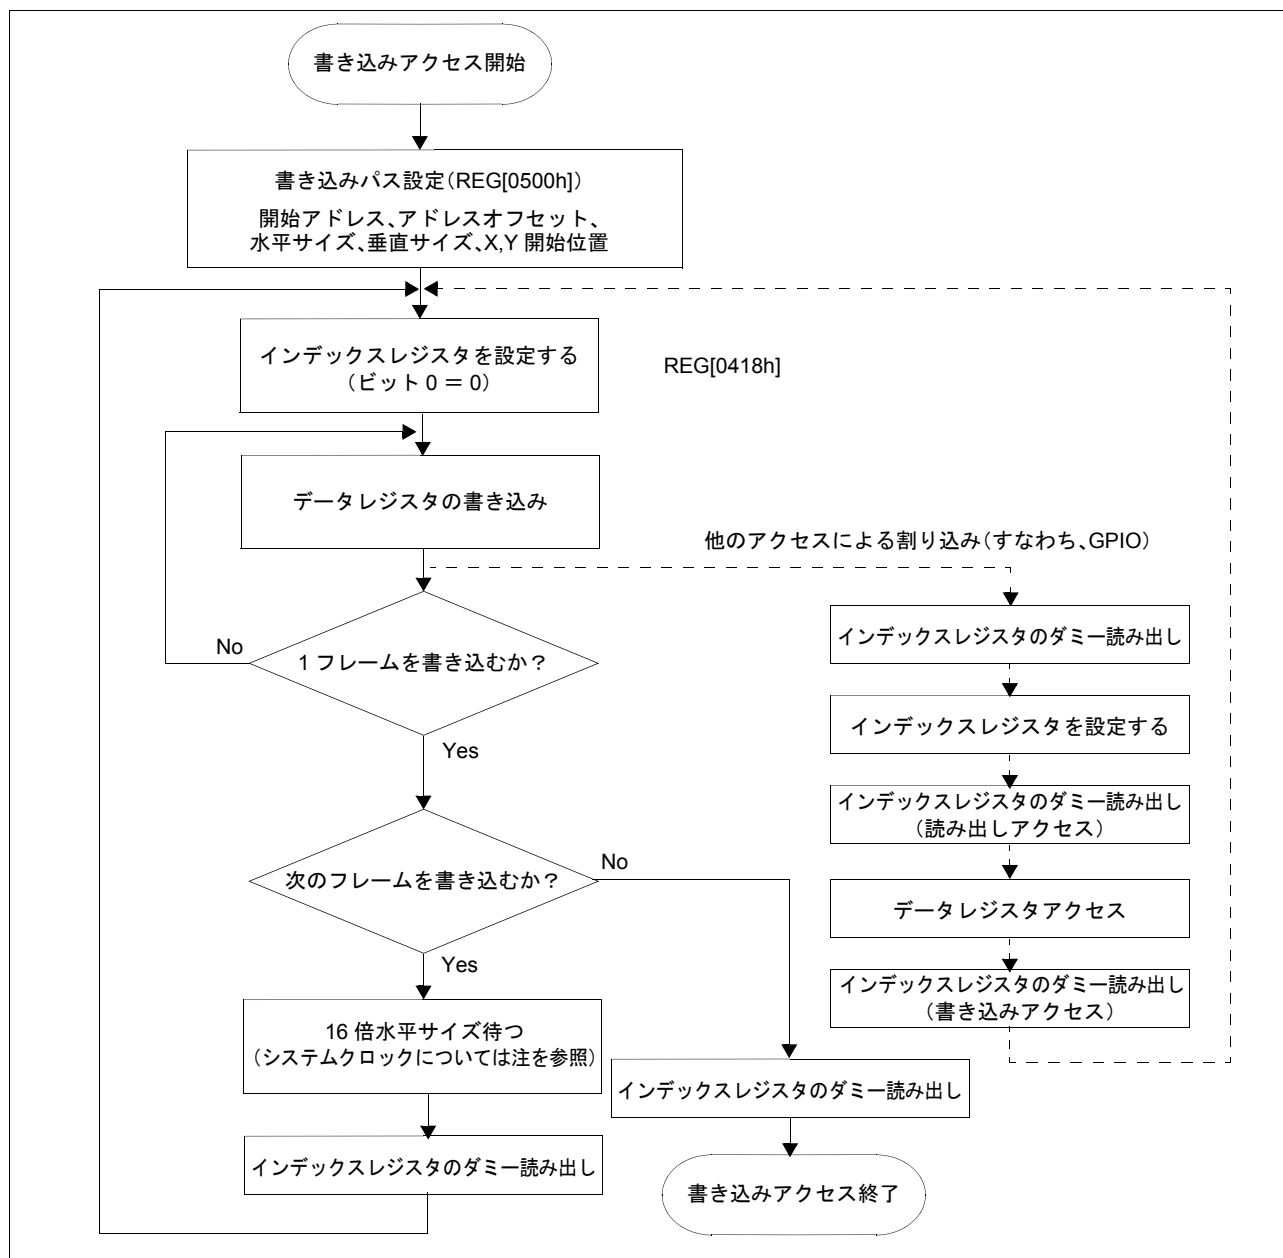 書き込みアクセス開始
書き込みパス設定(REG[0500h])
開始アドレス、アドレスオフセット、
水平サイズ、垂直サイズ、X,Y 開始位置
インデックスレジスタを設定する
(ビット 0 = 0)
REG[0418h]
データレジスタの書き込み
他のアクセスによる割り込み(すなわち、GPIO)
インデックスレジスタのダミー読み出し
No
1 フレームを書き込むか?
インデックスレジスタを設定する
Yes
インデックスレジスタのダミー読み出し
(読み出しアクセス)
No
次のフレームを書き込むか?
データレジスタアクセス
Yes
インデックスレジスタのダミー読み出し
(書き込みアクセス)
16 倍水平サイズ待つ
(システムクロックについては注を参照)
インデックスレジスタのダミー読み出し
インデックスレジスタのダミー読み出し
書き込みアクセス終了